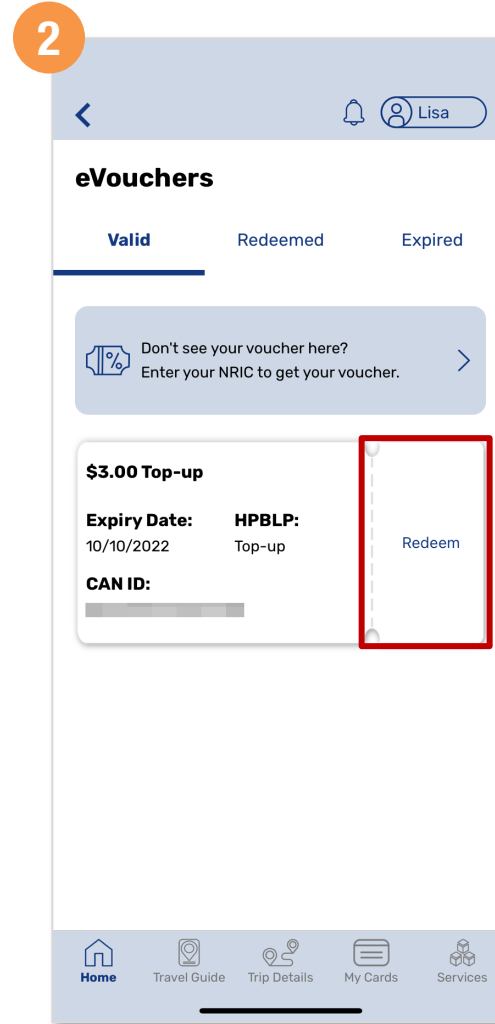 2
Lisa
eVouchers
Valid Redeemed Expired
Don't see your voucher here?
Enter your NRIC to get your voucher.
$3.00 Top-up
Expiry Date: HPBLP:
10/10/2022 Top-up
Redeem
CAN ID:
Home Travel Guide Trip Details My Cards Services